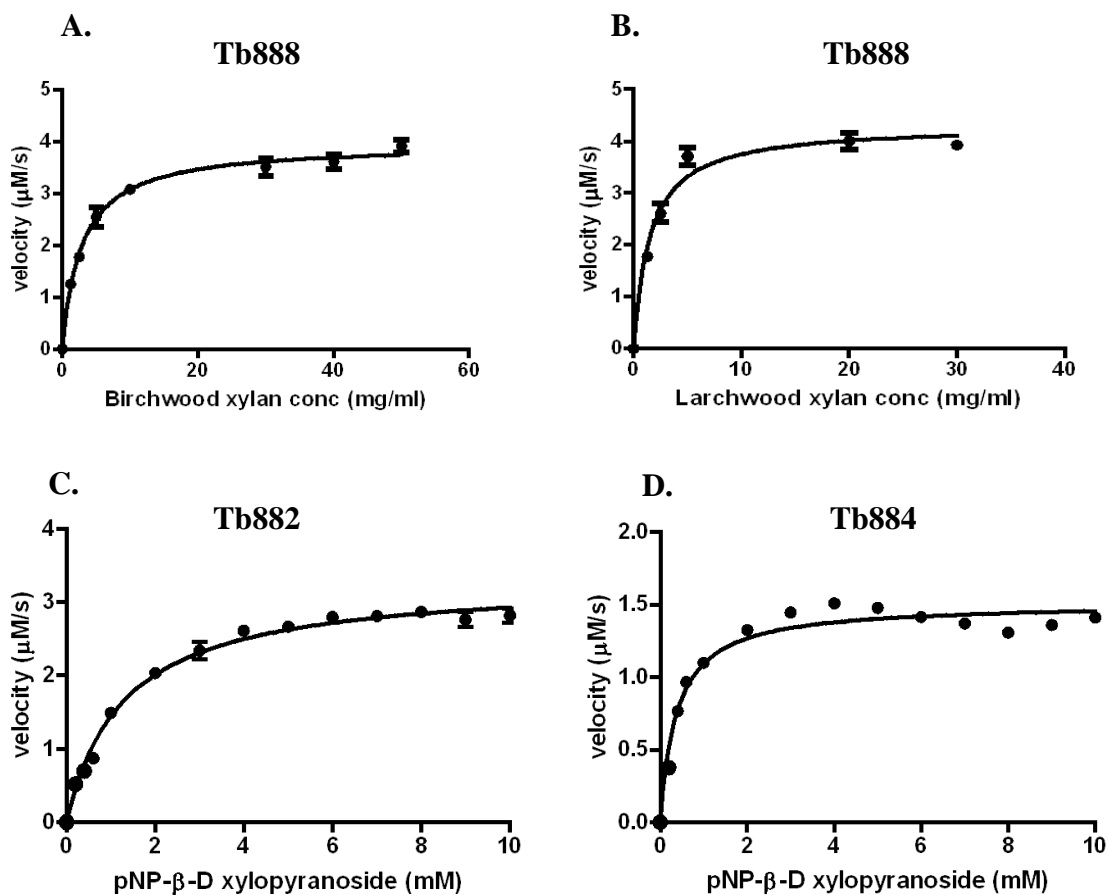 A.
Tb888
5
4
3
2
1
0
velocity (µM/s)
0 20 40 60
Birchwood xylan conc (mg/ml)
B.
Tb888
5
4
3
2
1
0
velocity (µM/s)
0 10 20 30 40
Larchwood xylan conc (mg/ml)
C.
Tb882
4
3
2
1
0
velocity (µM/s)
0 2 4 6 8 10
pNP-β-D xylopyranoside (mM)
D.
Tb884
2.0
1.5
1.0
0.5
0.0
velocity (µM/s)
0 2 4 6 8 10
pNP-β-D xylopyranoside (mM)